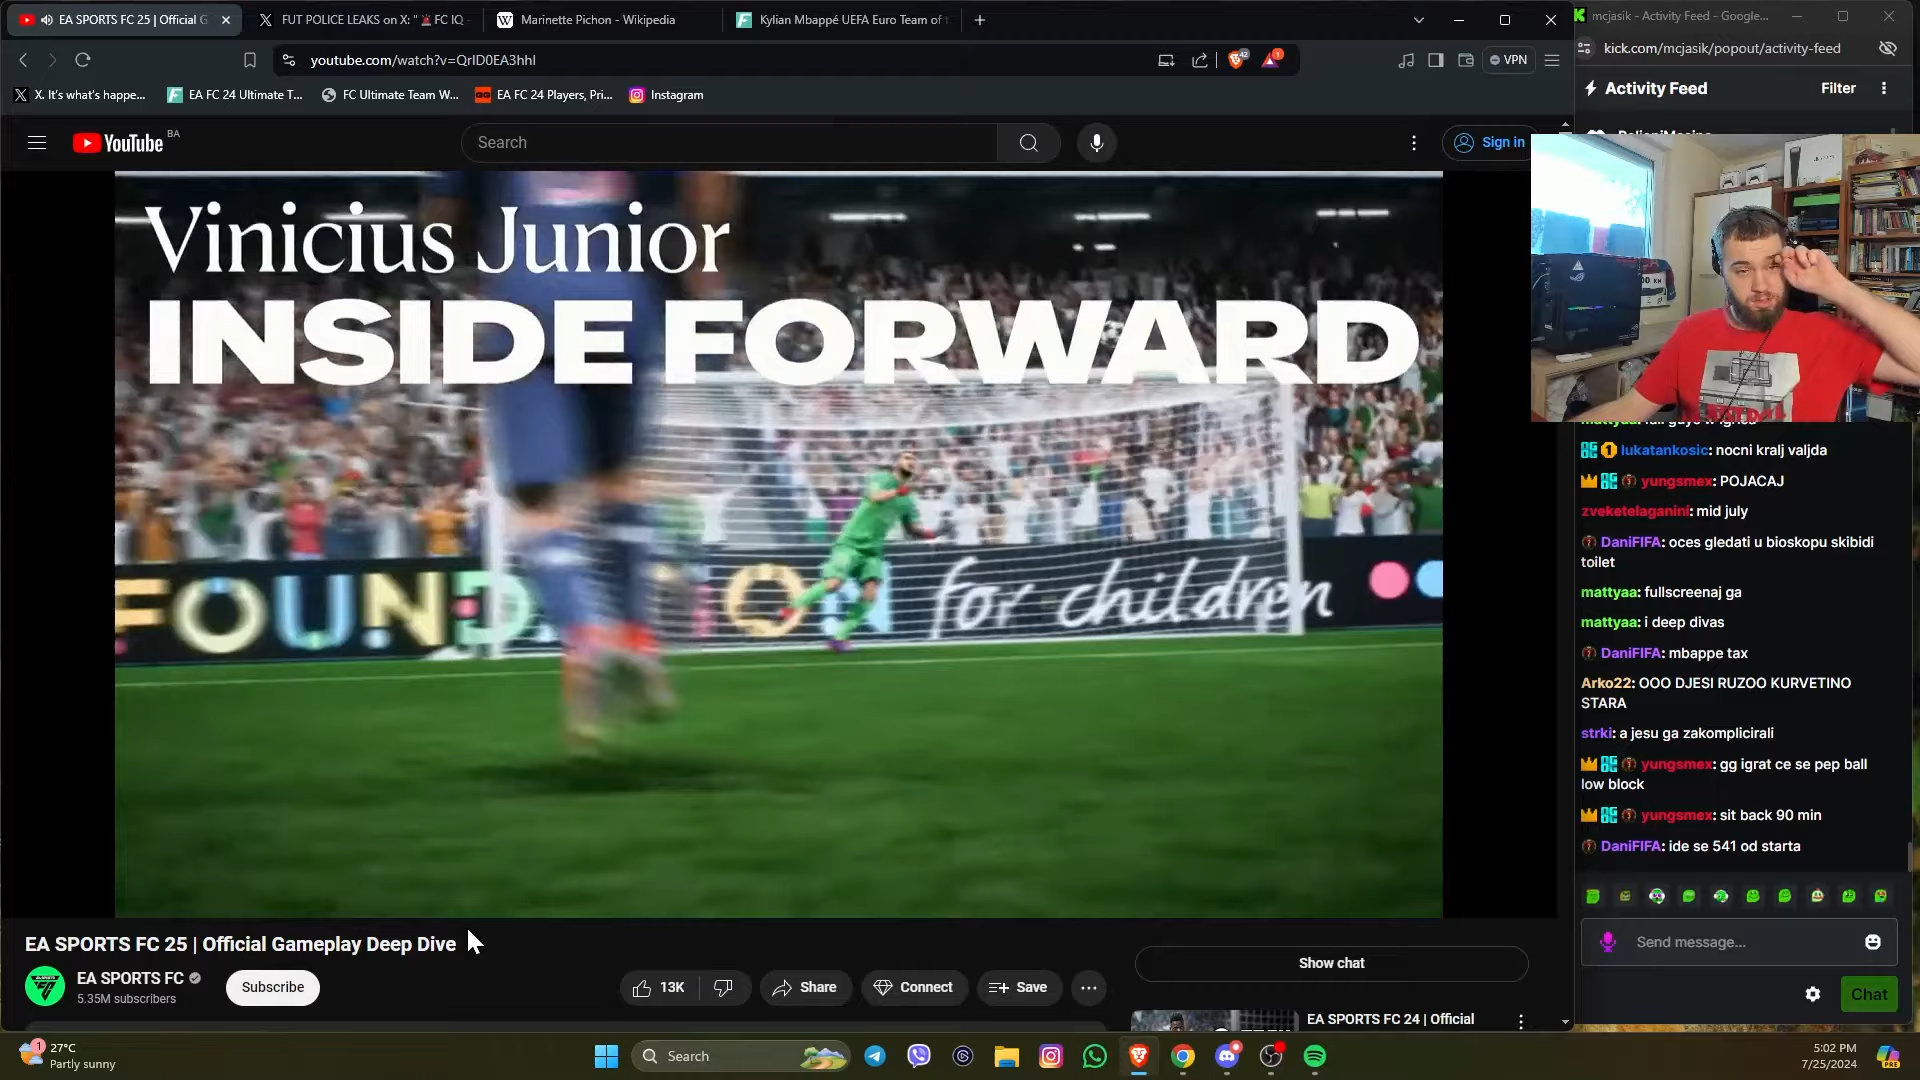 EA SPORTS FC 25 | Official G
FUT POLICE LEAKS on X: "🚨FC IQ
Marinette Pichon - Wikipedia
Kylian Mbappé UEFA Euro Team of
youtube.com/watch?v=QrID0EA3hhI
42
1
VPN
X. It's what's happe...
EA FC 24 Ultimate T...
FC Ultimate Team W...
EA FC 24 Players, Pri...
Instagram
YouTube BA
Search
Sign in
Vinicius Junior
INSIDE FORWARD
FOUND
for children
EA SPORTS FC 25 | Official Gameplay Deep Dive
EA SPORTS FC
5.35M subscribers
Subscribe
13K
Share
Connect
Save
Show chat
EA SPORTS FC 24 | Official
mcjasik - Activity Feed - Google...
kick.com/mcjasik/popout/activity-feed
Activity Feed
Filter
lukatankosic: nocni kralj valjda
yungsmex: POJACAJ
zveketelaganini: mid july
DaniFIFA: oces gledati u bioskopu skibidi
toilet
mattyaa: fullscreenaj ga
mattyaa: i deep divas
DaniFIFA: mbappe tax
Arko22: OOO DJESI RUZOO KURVETINO
STARA
strki: a jesu ga zakomplicirali
yungsmex: gg igrat ce se pep ball
low block
yungsmex: sit back 90 min
DaniFIFA: ide se 541 od starta
Send message...
Chat
1
27°C
Partly sunny
Search
5:02 PM
7/25/2024
PRE